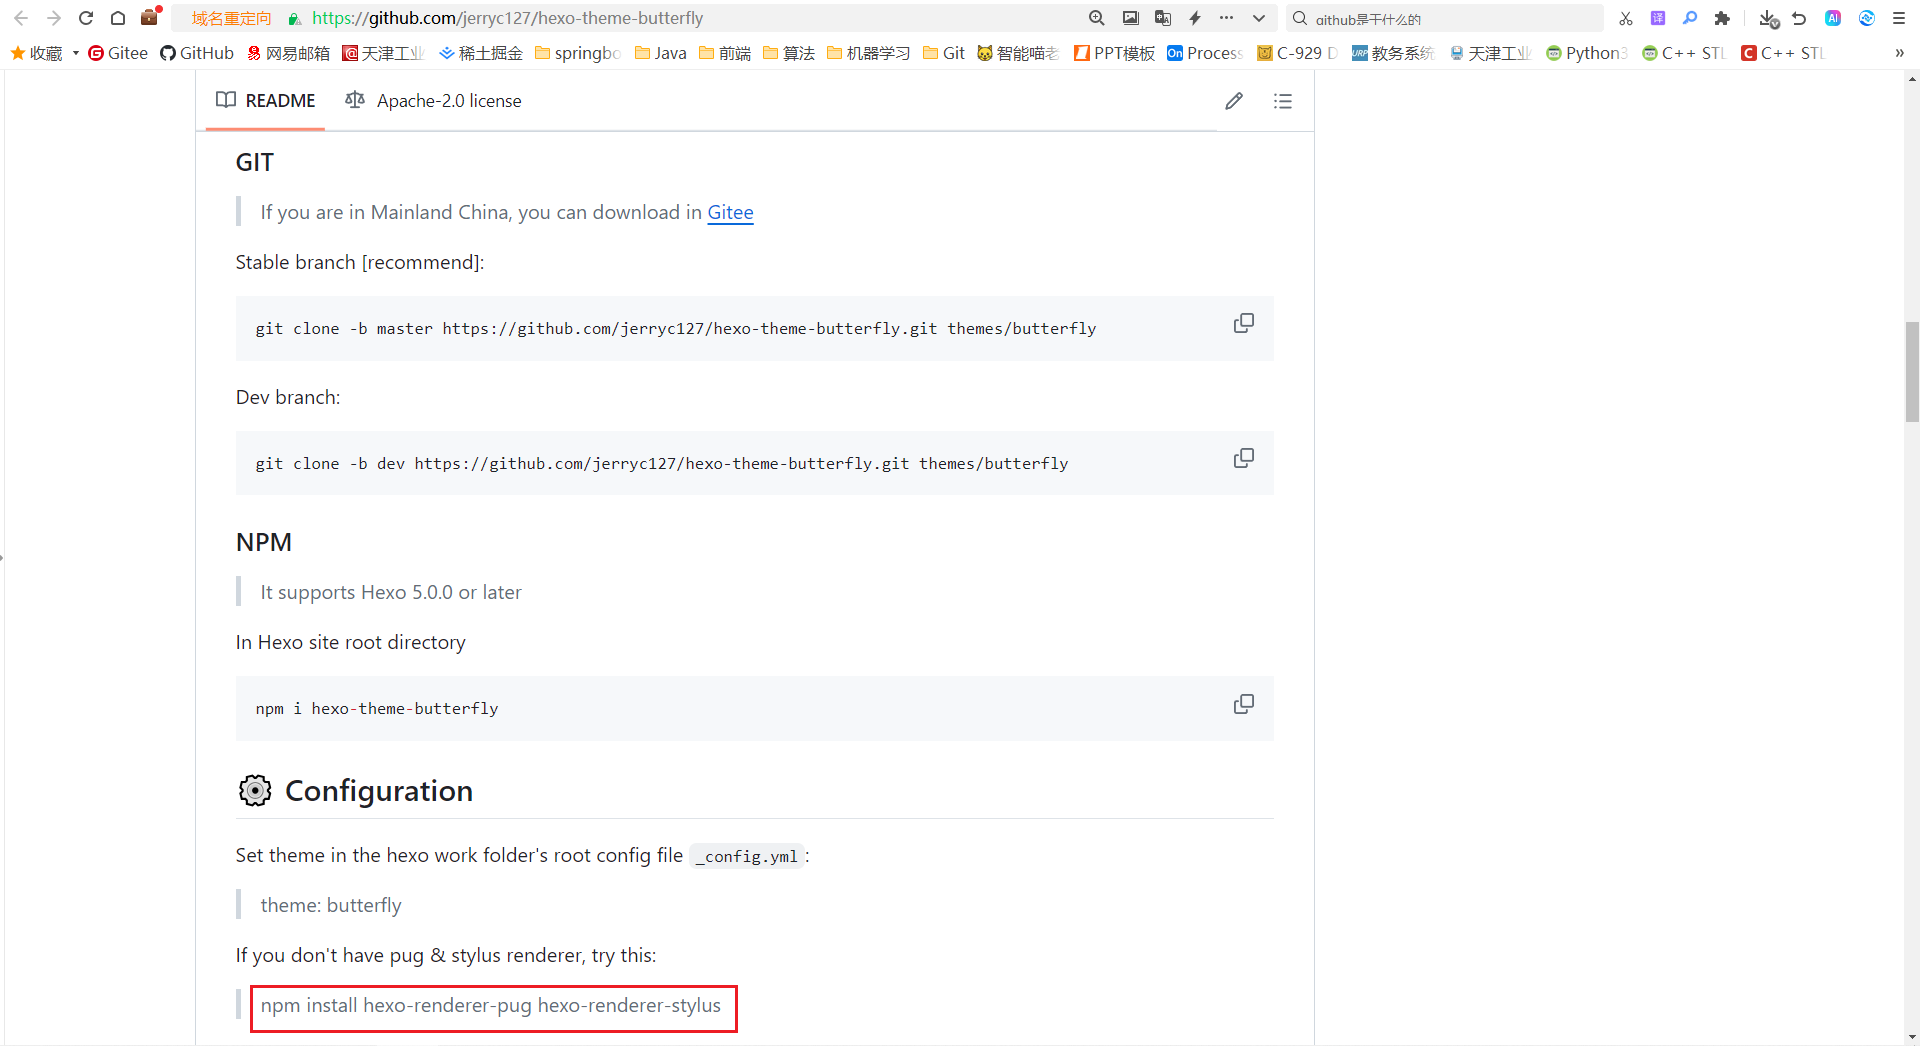 域名重定向 https://github.com/jerryc127/hexo-theme-butterfly github是干什么的 译 AI
收藏 Gitee GitHub 网易邮箱 天津工业 稀土掘金 springbo Java 前端 算法 机器学习 Git 智能喵 PPT模板 On Process C-929 D URP 教务系统 天津工业 Python3 C++ STL C C++ STL »
README Apache-2.0 license
GIT
If you are in Mainland China, you can download in Gitee
Stable branch [recommend]:
git clone -b master https://github.com/jerryc127/hexo-theme-butterfly.git themes/butterfly
Dev branch:
git clone -b dev https://github.com/jerryc127/hexo-theme-butterfly.git themes/butterfly
NPM
It supports Hexo 5.0.0 or later
In Hexo site root directory
npm i hexo-theme-butterfly
Configuration
Set theme in the hexo work folder's root config file _config.yml:
theme: butterfly
If you don't have pug & stylus renderer, try this:
npm install hexo-renderer-pug hexo-renderer-stylus